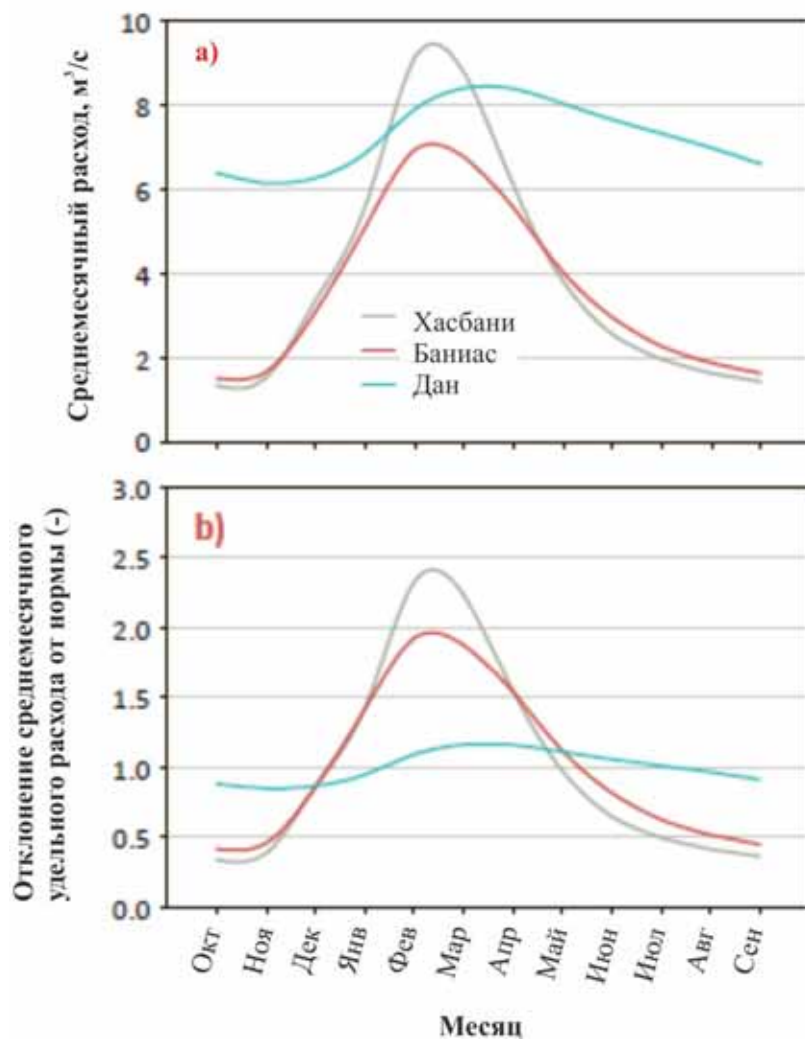 Среднемесячный расход, м³/с
10
8
6
4
2
0
a)
Хасбани
Баниас
Дан
Отклонение среднемесячного
удельного расхода от нормы (-)
3.0
2.5
2.0
1.5
1.0
0.5
0.0
b)
Окт
Ноя
Дек
Янв
Фев
Мар
Апр
Май
Июн
Июл
Авг
Сен
Месяц